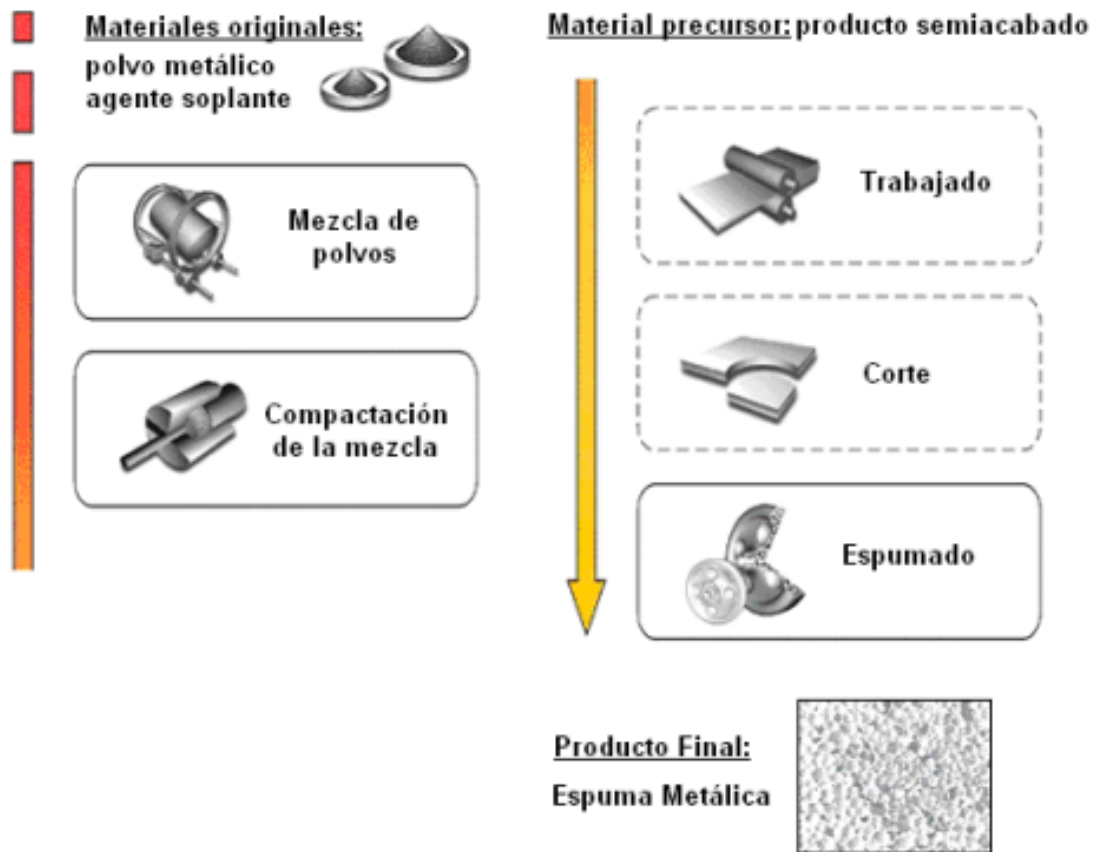 Materiales originales:
polvo metálico
agente soplante
Mezcla de
polvos
Compactación
de la mezcla
Material precursor: producto semiacabado
Trabajado
Corte
Espumado
Producto Final:
Espuma Metálica